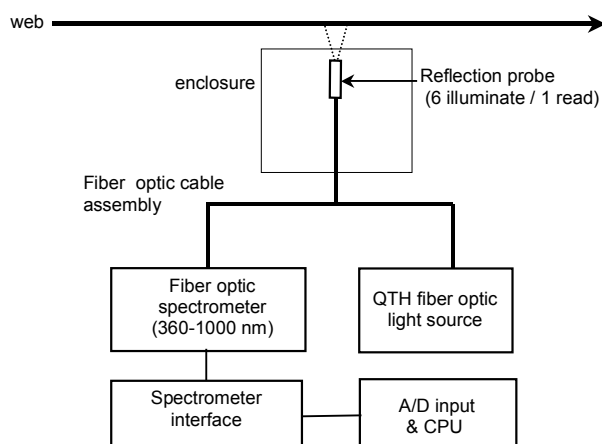 web
enclosure
Reflection probe
(6 illuminate / 1 read)
Fiber optic cable
assembly
Fiber optic
spectrometer
(360-1000 nm)
QTH fiber optic
light source
Spectrometer
interface
A/D input
& CPU